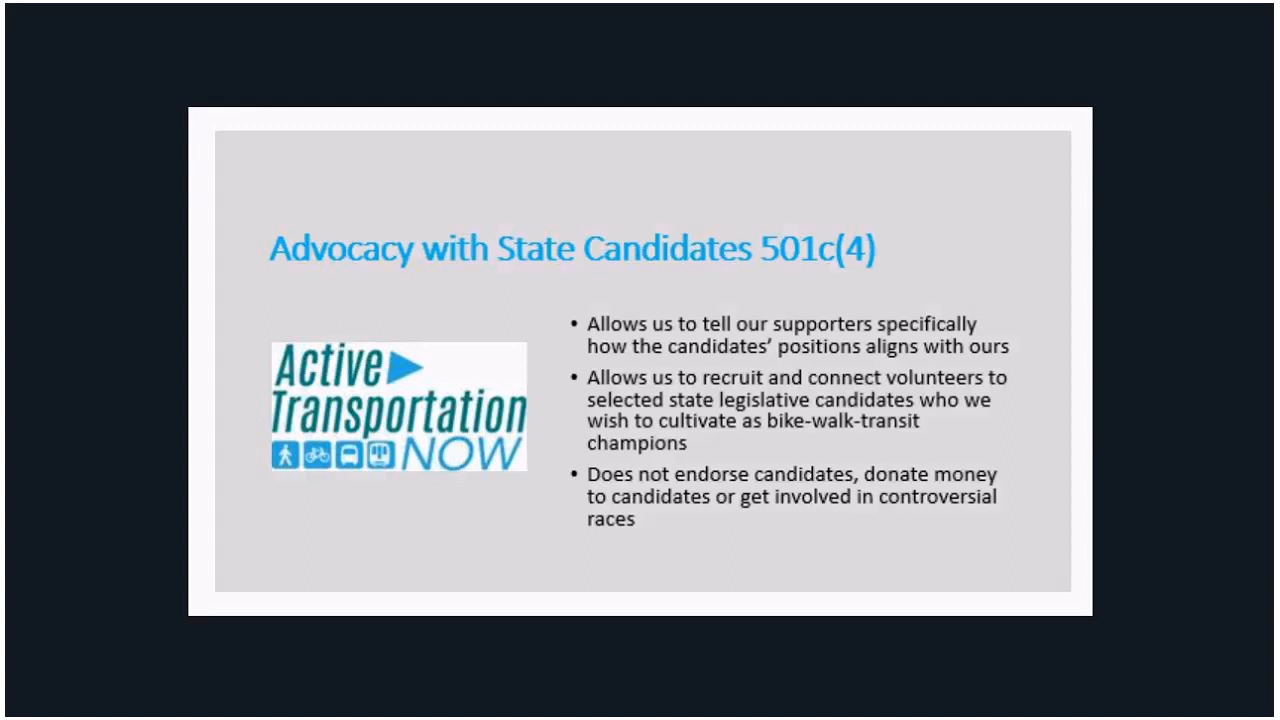 Advocacy with State Candidates 501c(4)
Active
Transportation
NOW
• Allows us to tell our supporters specifically
how the candidates’ positions aligns with ours
• Allows us to recruit and connect volunteers to
selected state legislative candidates who we
wish to cultivate as bike-walk-transit
champions
• Does not endorse candidates, donate money
to candidates or get involved in controversial
races